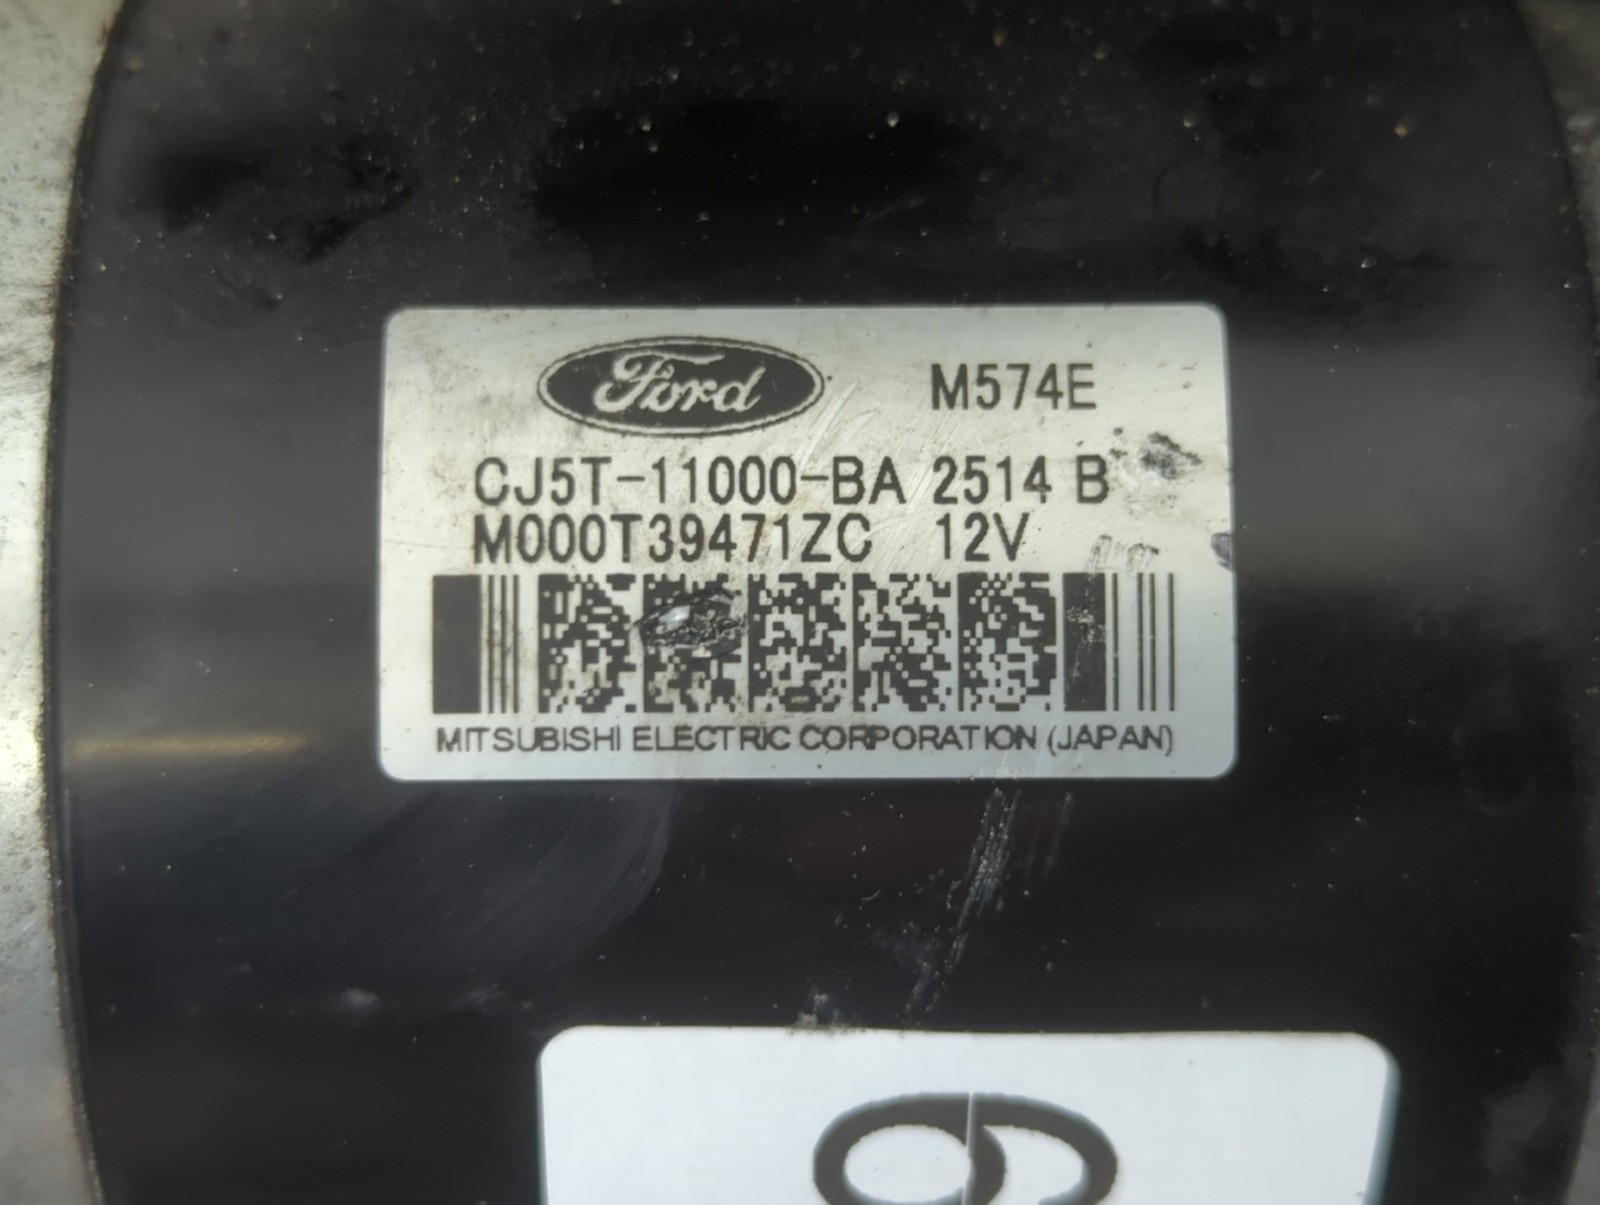 Ford M574E
CJ5T-11000-BA 2514 B
M000T39471ZC 12V
MITSUBISHI ELECTRIC CORPORATION (JAPAN)